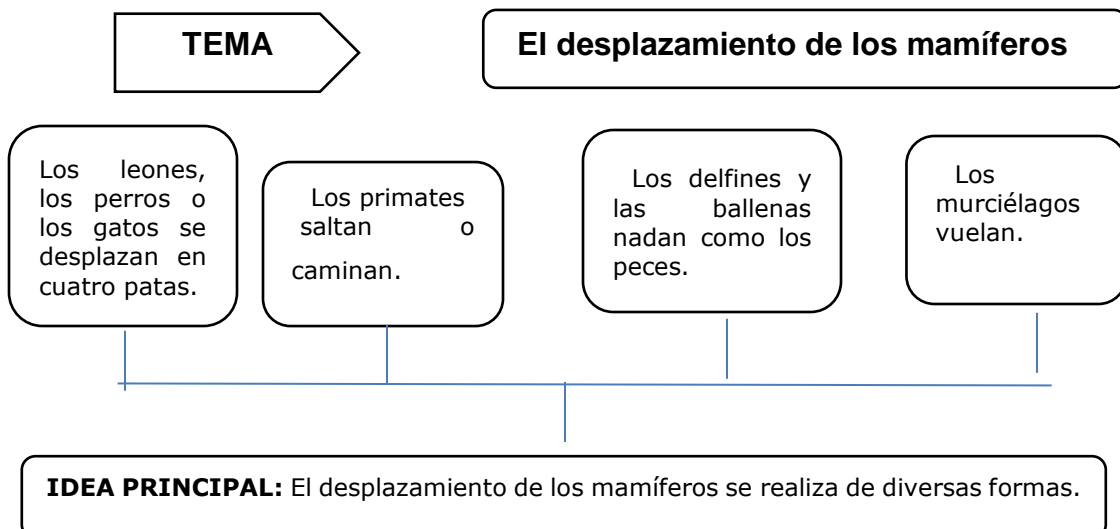 TEMA
El desplazamiento de los mamíferos
Los leones,
los perros o
los gatos se
desplazan en
cuatro patas.
Los primates
saltan o
caminan.
Los delfines y
las ballenas
nadan como los
peces.
Los
murciélagos
vuelan.
IDEA PRINCIPAL: El desplazamiento de los mamíferos se realiza de diversas formas.